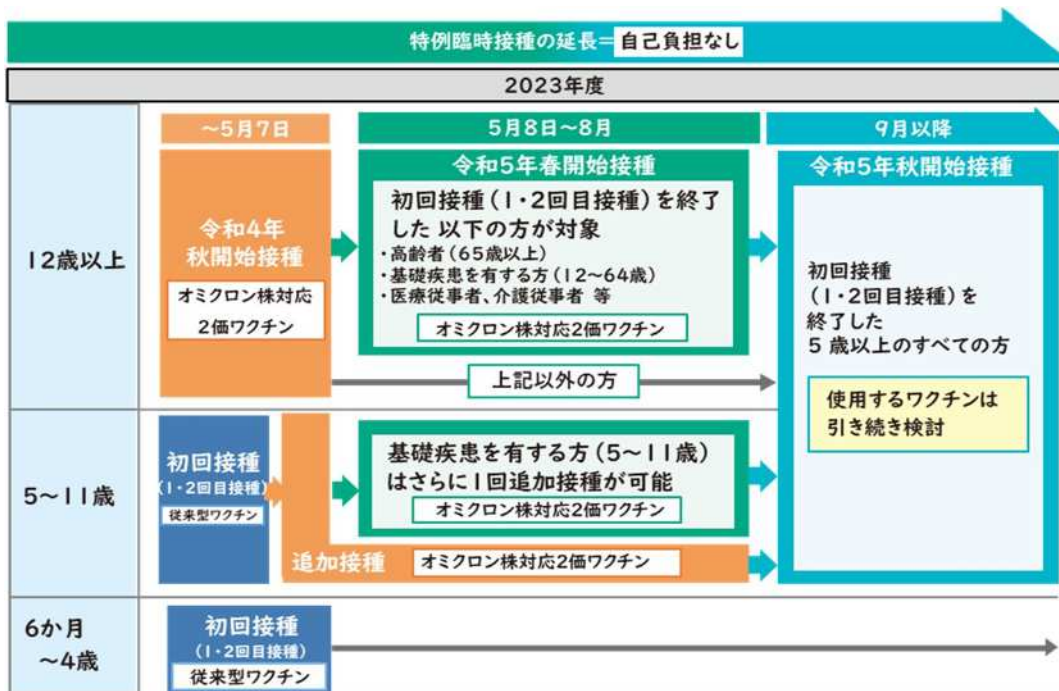 特例臨時接種の延長=自己負担なし
2023年度
~5月7日
5月8日~8月
9月以降
12歳以上
令和4年
秋開始接種
オミクロン株対応
2価ワクチン
令和5年春開始接種
初回接種(1・2回目接種)を終了
した 以下の方が対象
・高齢者(65歳以上)
・基礎疾患を有する方(12~64歳)
・医療従事者、介護従事者 等
オミクロン株対応2価ワクチン
上記以外の方
令和5年秋開始接種
初回接種
(1・2回目接種)を
終了した
5 歳以上のすべての方
使用するワクチンは
引き続き検討
5~11歳
初回接種
(1・2回目接種)
従来型ワクチン
基礎疾患を有する方(5~11歳)
はさらに1回追加接種が可能
オミクロン株対応2価ワクチン
追加接種 オミクロン株対応2価ワクチン
6か月
~4歳
初回接種
(1・2回目接種)
従来型ワクチン